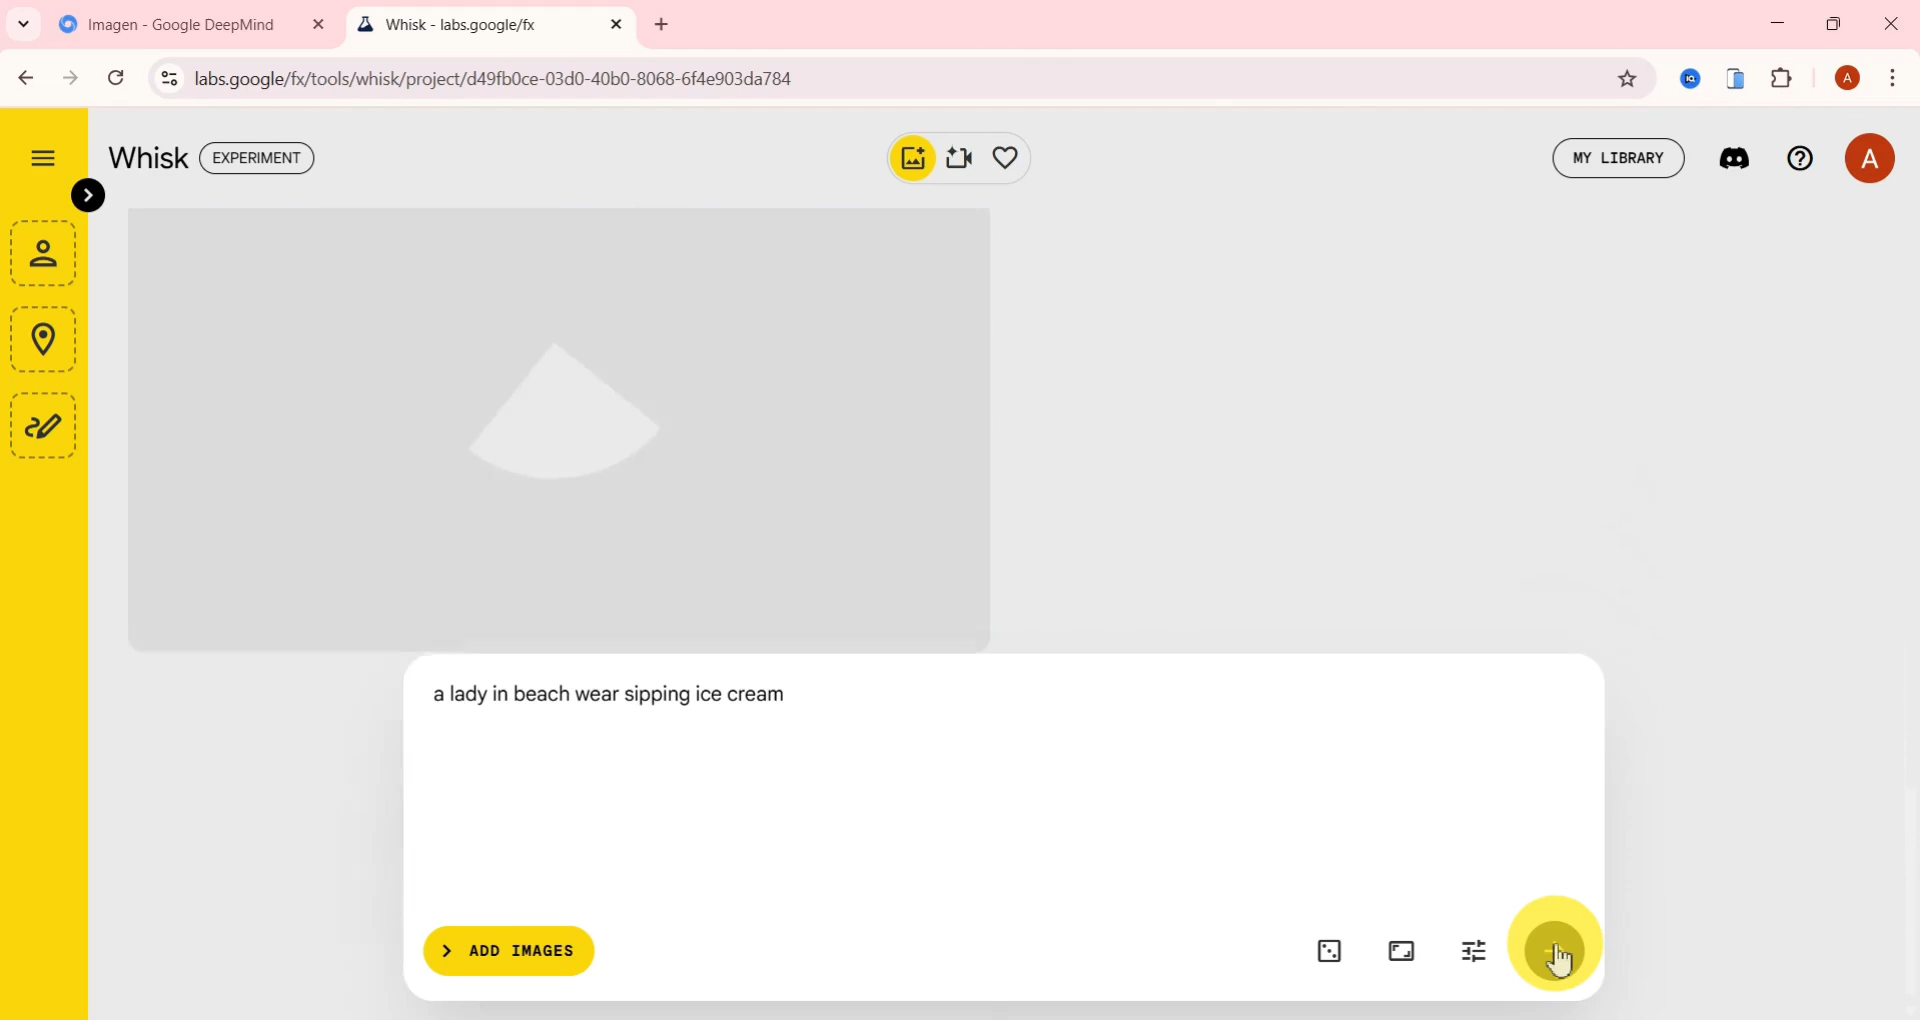 Imagen - Google DeepMind
Whisk - labs.google/fx
labs.google/fx/tools/whisk/project/d49fb0ce-03d0-40b0-8068-6f4e903da784
A
Whisk
EXPERIMENT
MY LIBRARY
A
a lady in beach wear sipping ice cream
ADD IMAGES